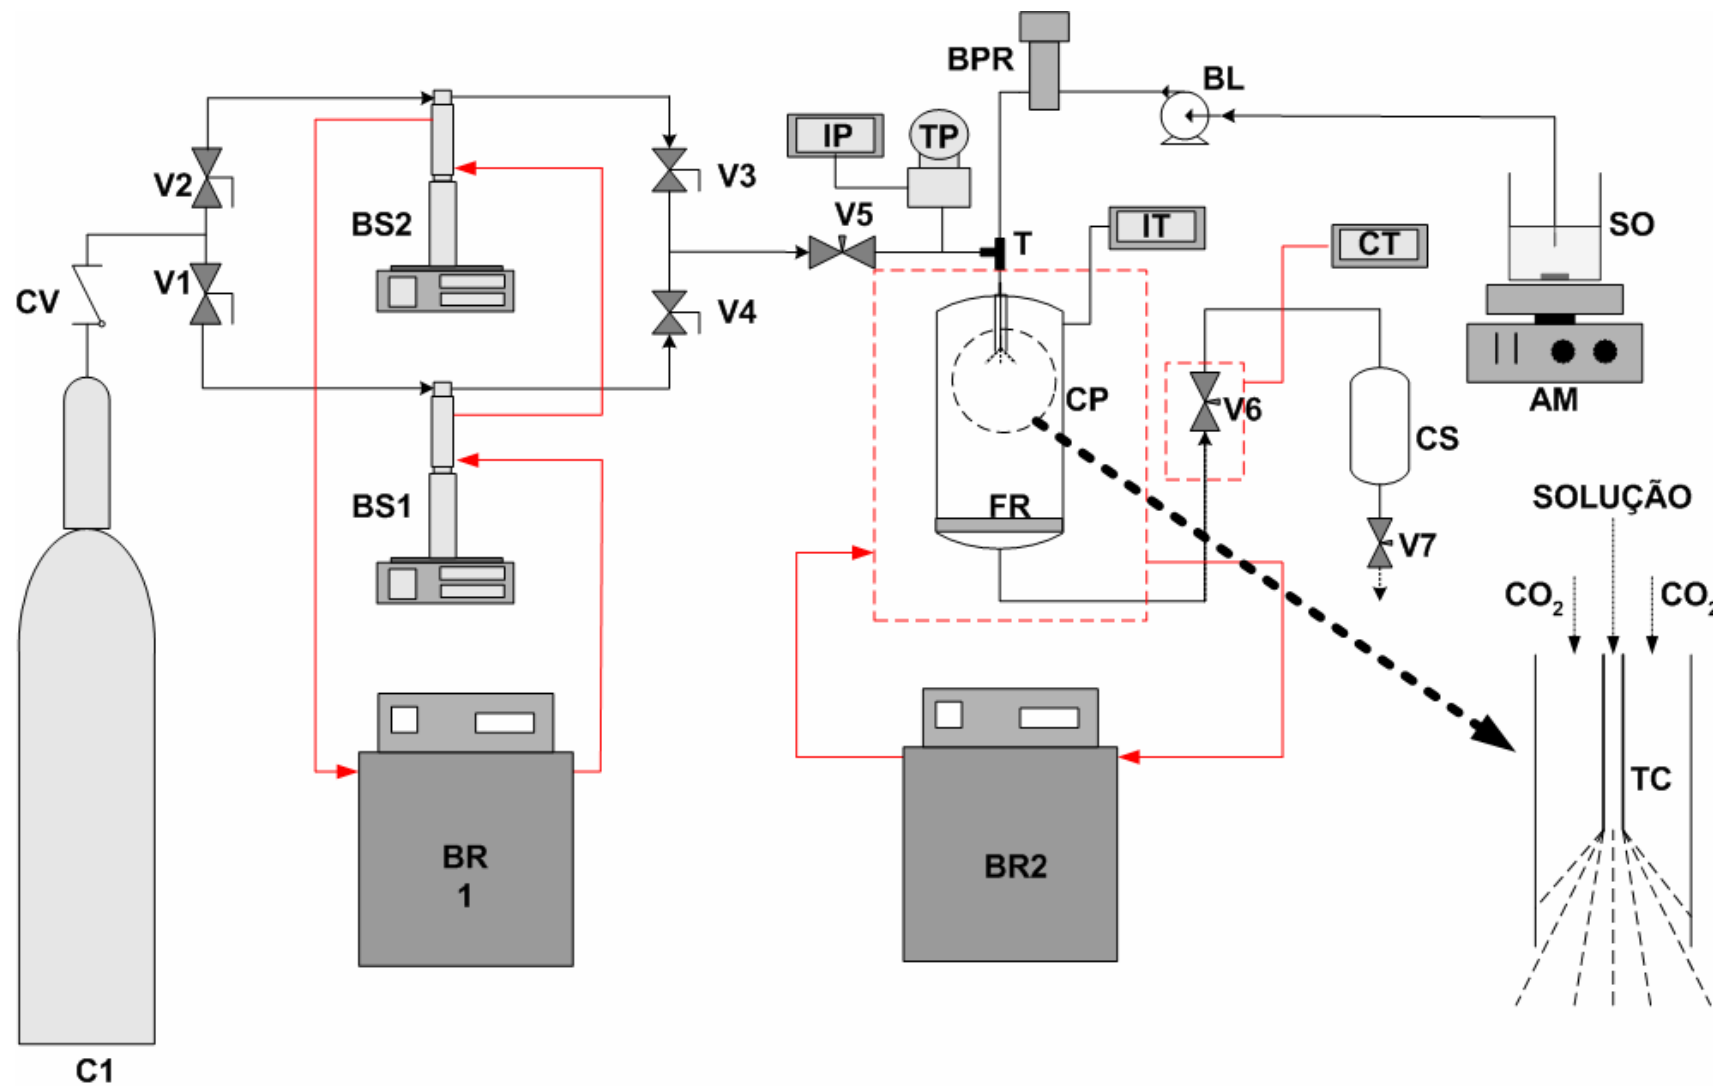 BPR
BL
IP
TP
V2
V3
V5
BS2
IT
T
SO
CT
CV
V1
V4
CP
V6
AM
CS
BS1
FR
SOLUÇÃO
V7
CO2
CO2
TC
BR
1
BR2
C1